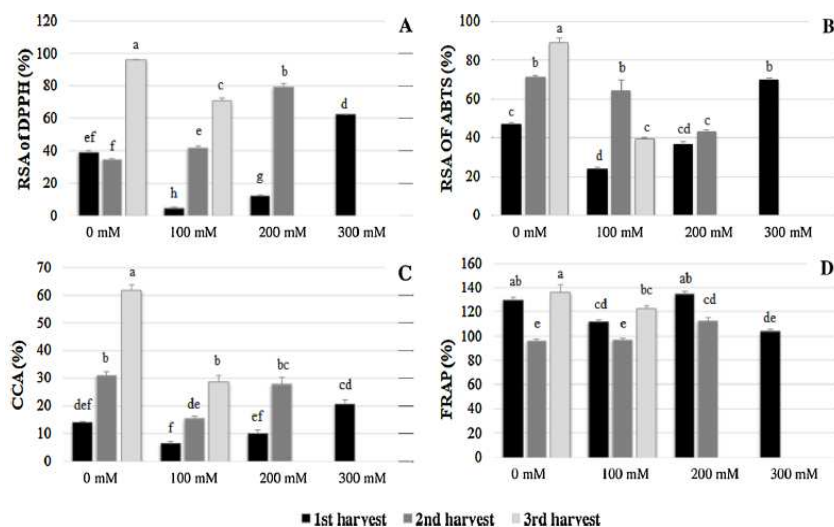 A
RSA of DPPH (%)
120
100
80
60
40
20
0
ef
f
a
h
e
c
g
b
d
0 mM
100 mM
200 mM
300 mM
B
RSA OF ABTS (%)
100
80
60
40
20
0
c
b
a
d
b
c
cd
c
b
0 mM
100 mM
200 mM
300 mM
C
CCA (%)
70
60
50
40
30
20
10
0
def
b
a
f
de
b
ef
bc
cd
0 mM
100 mM
200 mM
300 mM
D
FRAP (%)
160
140
120
100
80
60
40
20
0
ab
e
a
cd
e
bc
ab
cd
de
0 mM
100 mM
200 mM
300 mM
1st harvest 2nd harvest 3rd harvest